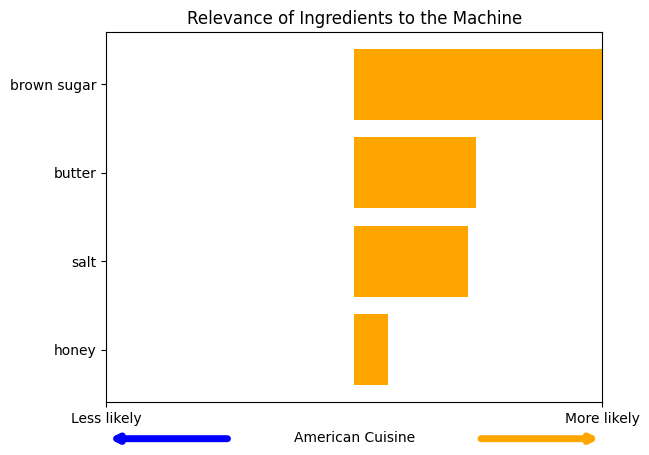 Relevance of Ingredients to the Machine
brown sugar
butter
salt
honey
Less likely
More likely
American Cuisine